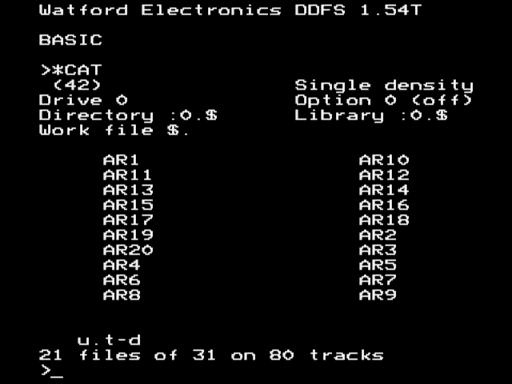 Watford Electronics DDFS 1.54T
BASIC
>*CAT
(42) Single density
Drive 0 Option 0 (off)
Directory :0.$ Library :0.$
Work file $.
AR1 AR10
AR11 AR12
AR13 AR14
AR15 AR16
AR17 AR18
AR19 AR2
AR20 AR3
AR4 AR5
AR6 AR7
AR8 AR9
u.t-d
21 files of 31 on 80 tracks
>_